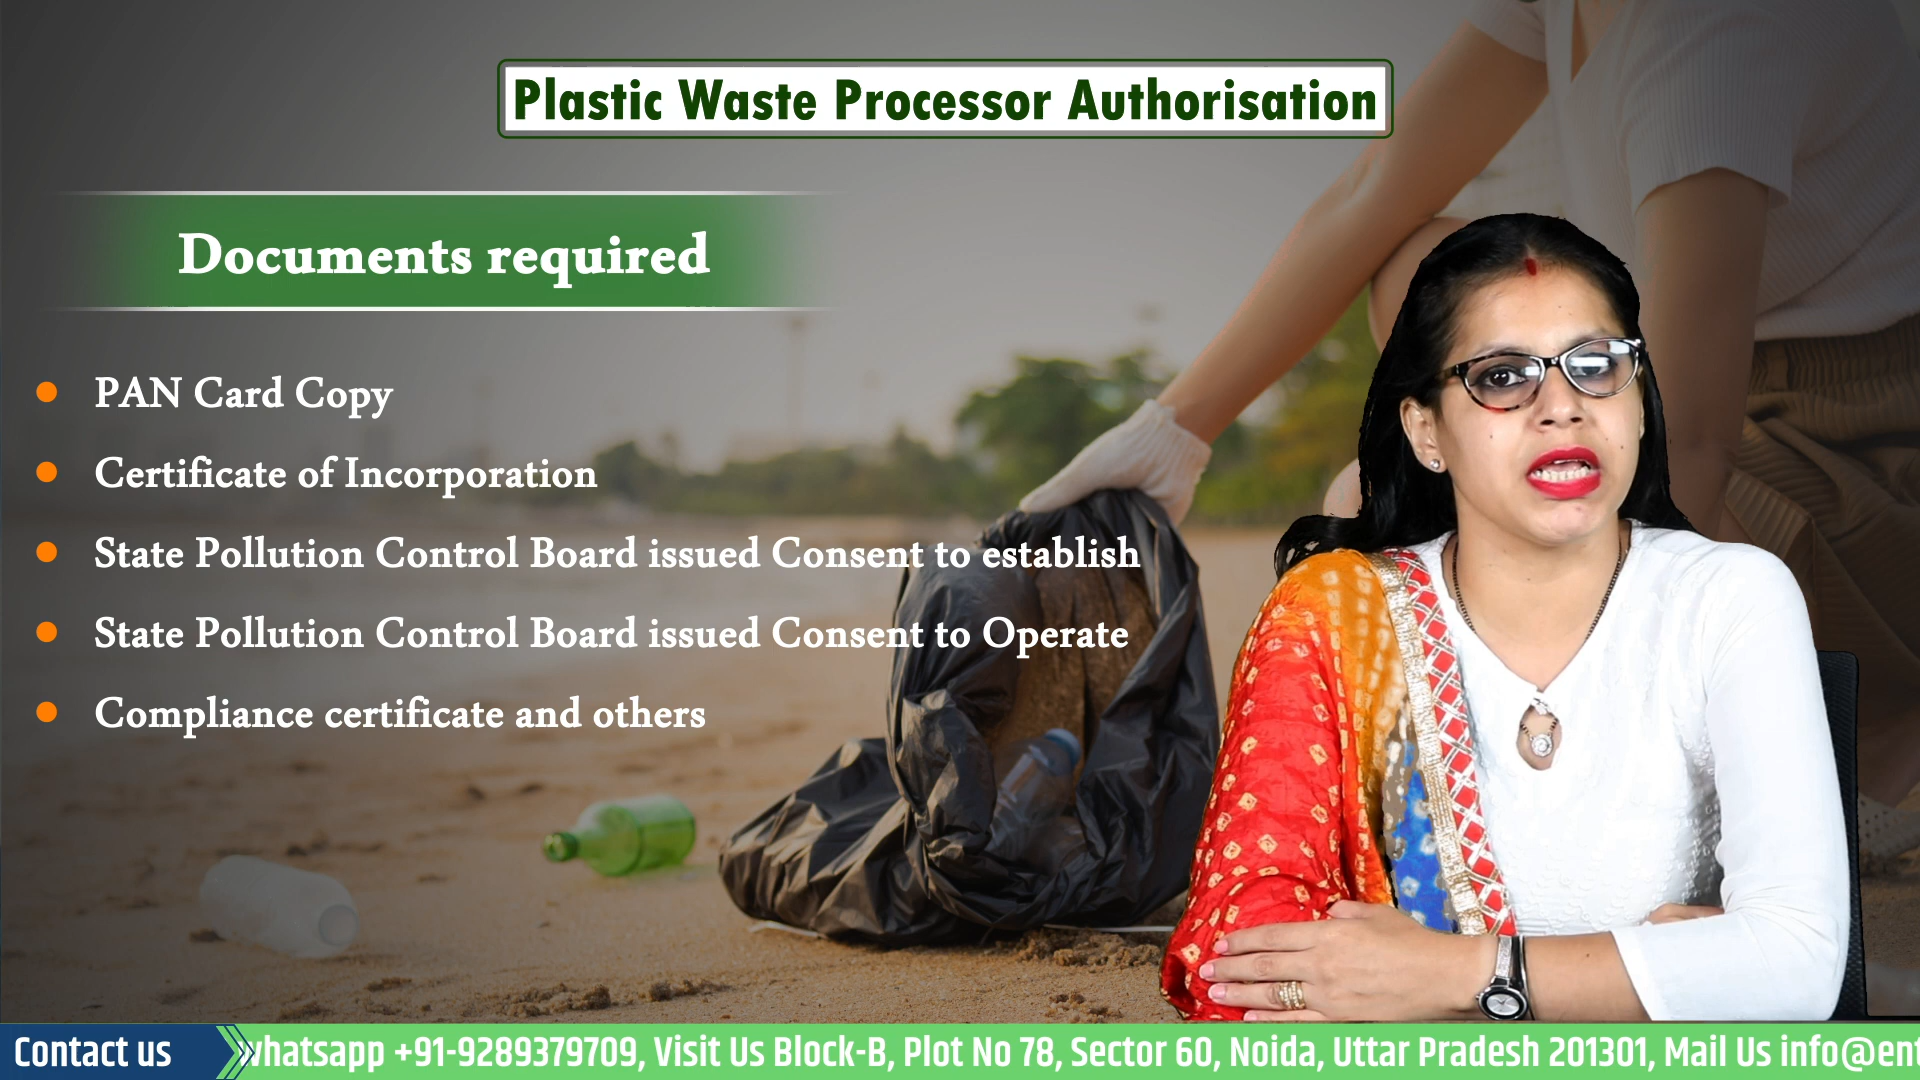 Plastic Waste Processor Authorisation
Documents required
PAN Card Copy
Certificate of Incorporation
State Pollution Control Board issued Consent to establish
State Pollution Control Board issued Consent to Operate
Compliance certificate and others
Contact us
whatsapp +91-9289379709, Visit Us Block-B, Plot No 78, Sector 60, Noida, Uttar Pradesh 201301, Mail Us info@ent